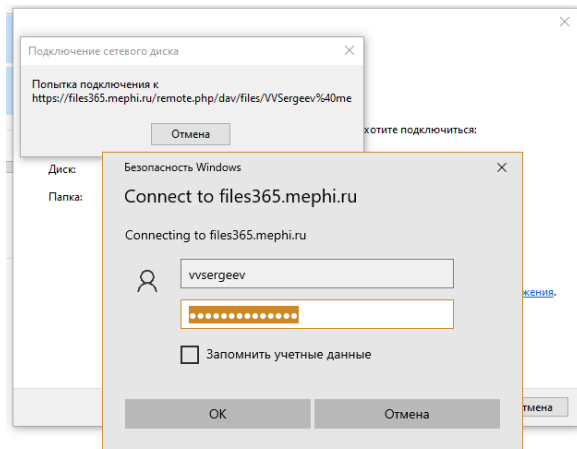 Подключение сетевого диска
Попытка подключения к
https://files365.mephi.ru/remote.php/dav/files/VVSergeev%40me
Отмена
хотите подключиться:
Диск:
Папка:
Безопасность Windows
Connect to files365.mephi.ru
Connecting to files365.mephi.ru
vvsergeev
••••••••••••••
жения.
Запомнить учетные данные
OK
Отмена
тмена